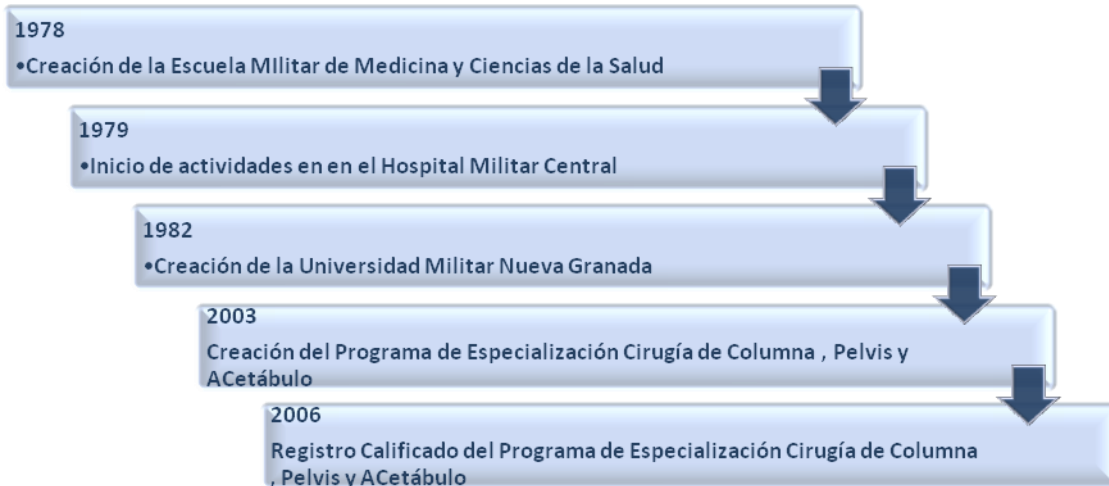 1978
•Creación de la Escuela MIlitar de Medicina y Ciencias de la Salud
1979
•Inicio de actividades en en el Hospital Militar Central
1982
•Creación de la Universidad Militar Nueva Granada
2003
Creación del Programa de Especialización Cirugía de Columna , Pelvis y
ACetábulo
2006
Registro Calificado del Programa de Especialización Cirugía de Columna
, Pelvis y ACetábulo